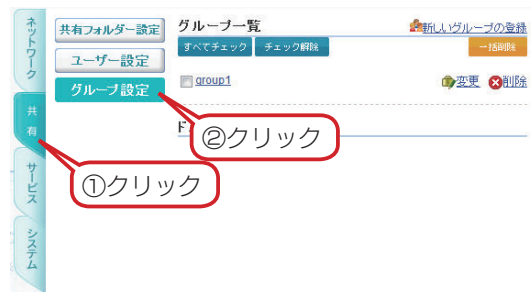 ネットワーク
共有
サービス
システム
共有フォルダー設定
ユーザー設定
グループ設定
グループ一覧
新しいグループの登録
すべてチェック
チェック解除
一括削除
group1
変更
削除
②クリック
①クリック